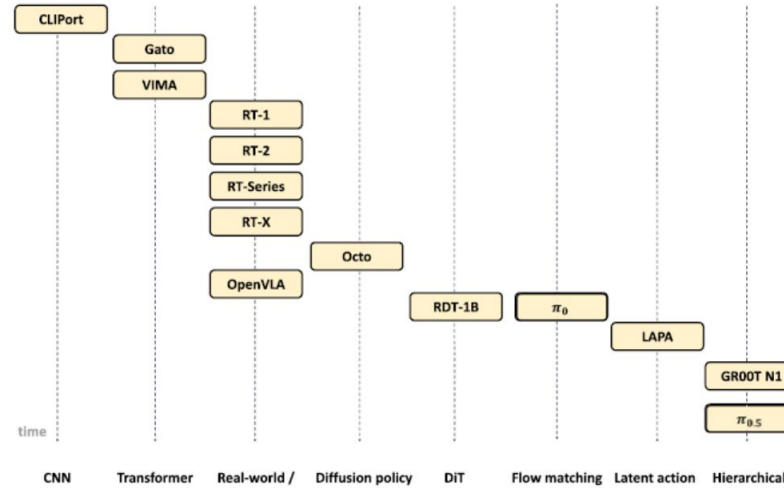 CLIPort
Gato
VIMA
RT-1
RT-2
RT-Series
RT-X
Octo
OpenVLA
RDT-1B π₀
LAPA
GR00T N1
π₀.₅
time
CNN Transformer Real-world / Diffusion policy DiT Flow matching Latent action Hierarchical